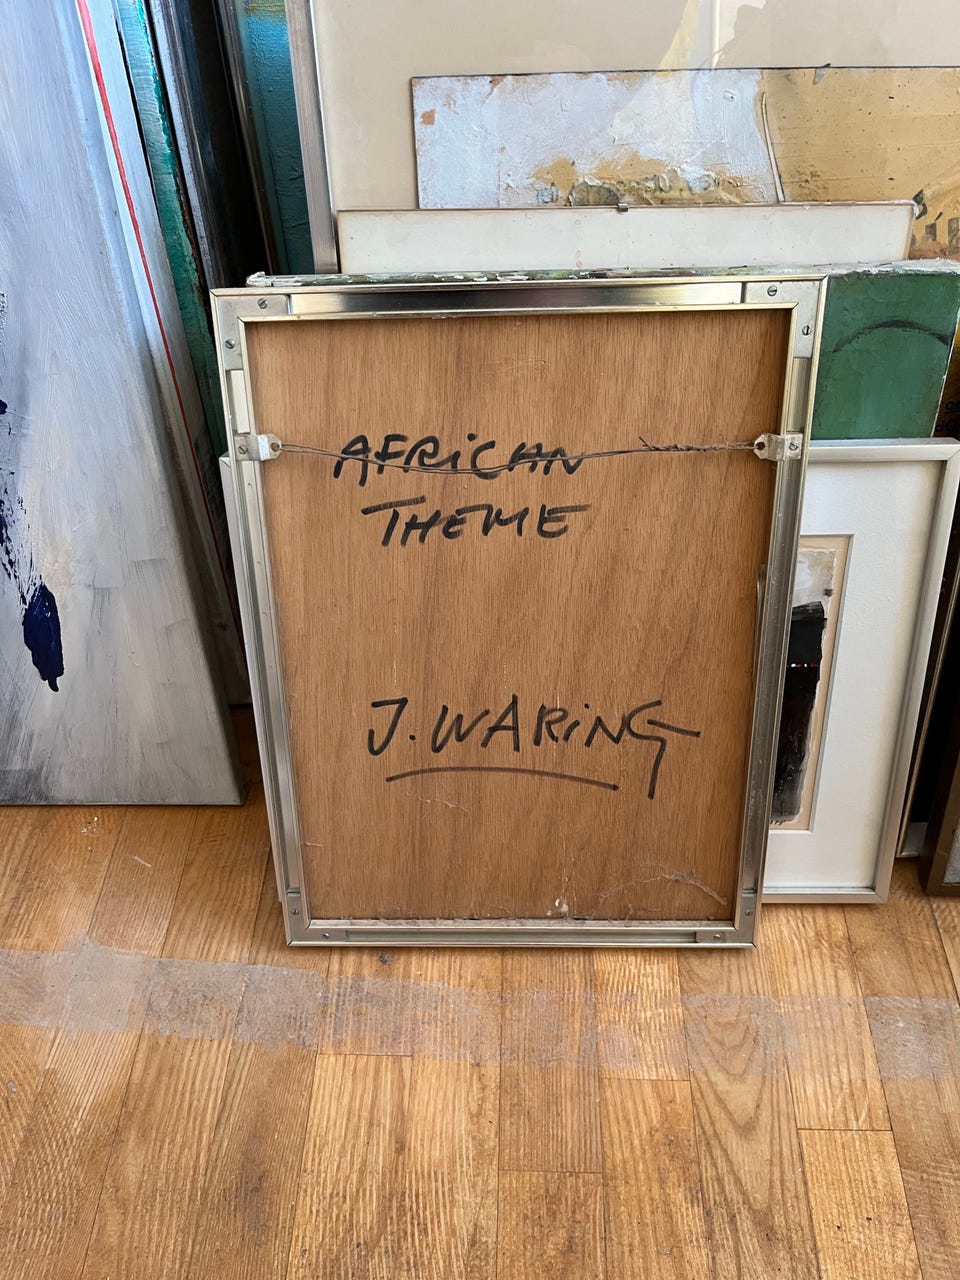 AFRICAN
THEME
J. WARING